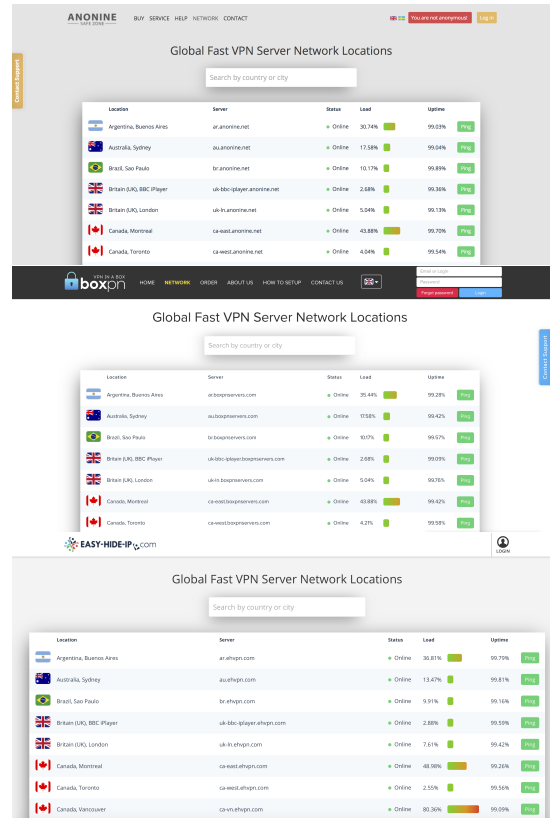 ANONINE
SAFE ZONE
BUY SERVICE HELP NETWORK CONTACT
You are not anonymous!
Log in
Contact Support
Global Fast VPN Server Network Locations
Search by country or city
Location Server Status Load Uptime
Argentina, Buenos Aires ar.anonine.net Online 30.74% 99.03% Ping
Australia, Sydney au.anonine.net Online 17.58% 99.04% Ping
Brazil, Sao Paulo br.anonine.net Online 10.17% 99.89% Ping
Britain (UK), BBC iPlayer uk-bbc-iplayer.anonine.net Online 2.68% 99.36% Ping
Britain (UK), London uk-ln.anonine.net Online 5.04% 99.13% Ping
Canada, Montreal ca-east.anonine.net Online 43.88% 99.70% Ping
Canada, Toronto ca-west.anonine.net Online 4.04% 99.54% Ping
VPN IN A BOX
boxpn
HOME NETWORK ORDER ABOUT US HOW TO SETUP CONTACT US
Email or Login
Password
Forgot password Login
Global Fast VPN Server Network Locations
Search by country or city
Contact Support
Location Server Status Load Uptime
Argentina, Buenos Aires ar.boxpnservers.com Online 35.44% 99.28% Ping
Australia, Sydney au.boxpnservers.com Online 17.58% 99.42% Ping
Brazil, Sao Paulo br.boxpnservers.com Online 10.17% 99.57% Ping
Britain (UK), BBC iPlayer uk-bbc-iplayer.boxpnservers.com Online 2.68% 99.09% Ping
Britain (UK), London uk-ln.boxpnservers.com Online 5.04% 99.76% Ping
Canada, Montreal ca-east.boxpnservers.com Online 43.88% 99.42% Ping
Canada, Toronto ca-west.boxpnservers.com Online 4.21% 99.58% Ping
EASY-HIDE-IP.com
LOGIN
Global Fast VPN Server Network Locations
Search by country or city
Location Server Status Load Uptime
Argentina, Buenos Aires ar.ehvpn.com Online 36.81% 99.79% Ping
Australia, Sydney au.ehvpn.com Online 13.47% 99.81% Ping
Brazil, Sao Paulo br.ehvpn.com Online 9.91% 99.16% Ping
Britain (UK), BBC iPlayer uk-bbc-iplayer.ehvpn.com Online 2.88% 99.59% Ping
Britain (UK), London uk-ln.ehvpn.com Online 7.61% 99.42% Ping
Canada, Montreal ca-east.ehvpn.com Online 48.98% 99.26% Ping
Canada, Toronto ca-west.ehvpn.com Online 2.55% 99.56% Ping
Canada, Vancouver ca-vn.ehvpn.com Online 80.36% 99.09% Ping